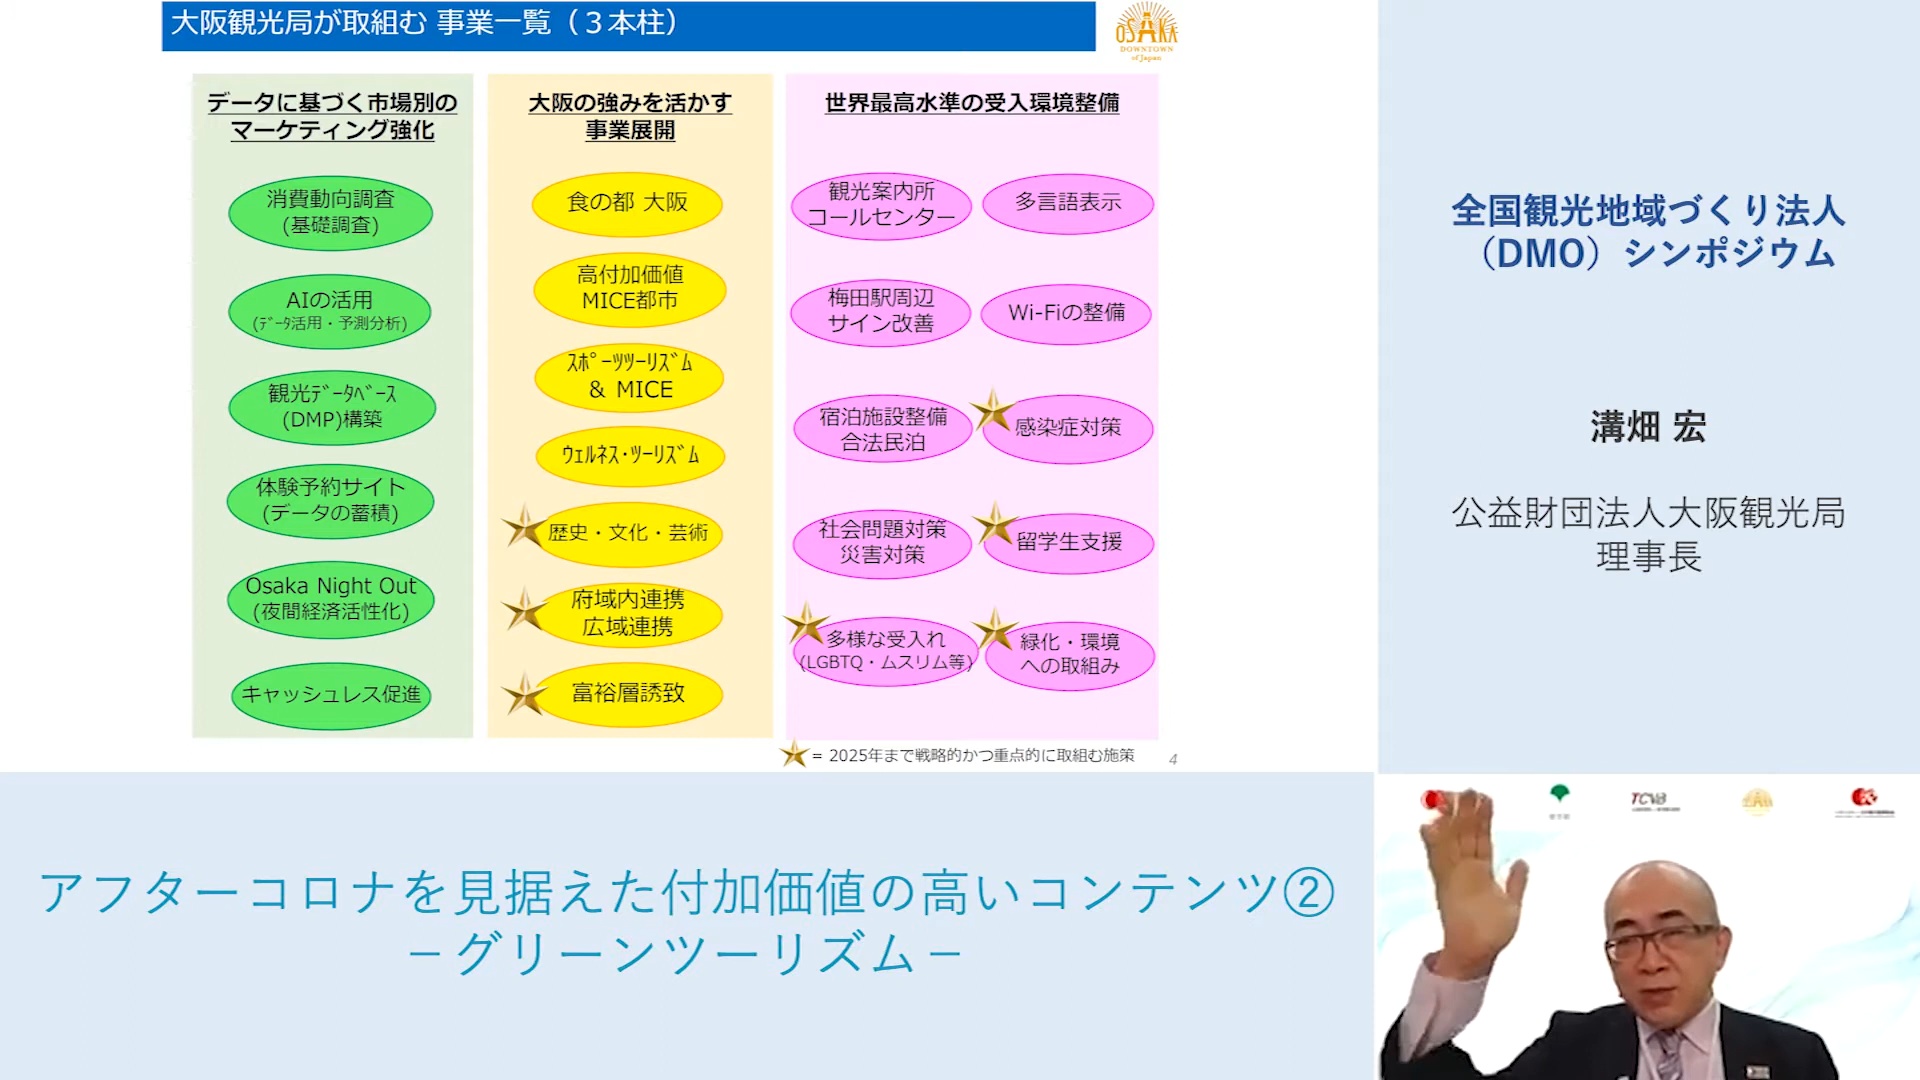 大阪観光局が取組む 事業一覧（３本柱）
OSAKA
DOWNTOWN
of Japan
データに基づく市場別の
マーケティング強化
消費動向調査
(基礎調査)
AIの活用
(ﾃﾞｰﾀ活用・予測分析)
観光ﾃﾞｰﾀﾍﾞｰｽ
(DMP)構築
体験予約サイト
(データの蓄積)
Osaka Night Out
(夜間経済活性化)
キャッシュレス促進
大阪の強みを活かす
事業展開
食の都 大阪
高付加価値
MICE都市
ｽﾎﾟｰﾂﾂｰﾘｽﾞﾑ
& MICE
ｳｪﾙﾈｽ･ﾂｰﾘｽﾞﾑ
歴史・文化・芸術
府域内連携
広域連携
富裕層誘致
世界最高水準の受入環境整備
観光案内所
コールセンター
多言語表示
梅田駅周辺
サイン改善
Wi-Fiの整備
宿泊施設整備
合法民泊
感染症対策
社会問題対策
災害対策
留学生支援
多様な受入れ
(LGBTQ・ムスリム等)
緑化・環境
への取組み
= 2025年まで戦略的かつ重点的に取組む施策
4
全国観光地域づくり法人
（DMO）シンポジウム
溝畑 宏
公益財団法人大阪観光局
理事長
アフターコロナを見据えた付加価値の高いコンテンツ②
－グリーンツーリズム－
TCVB